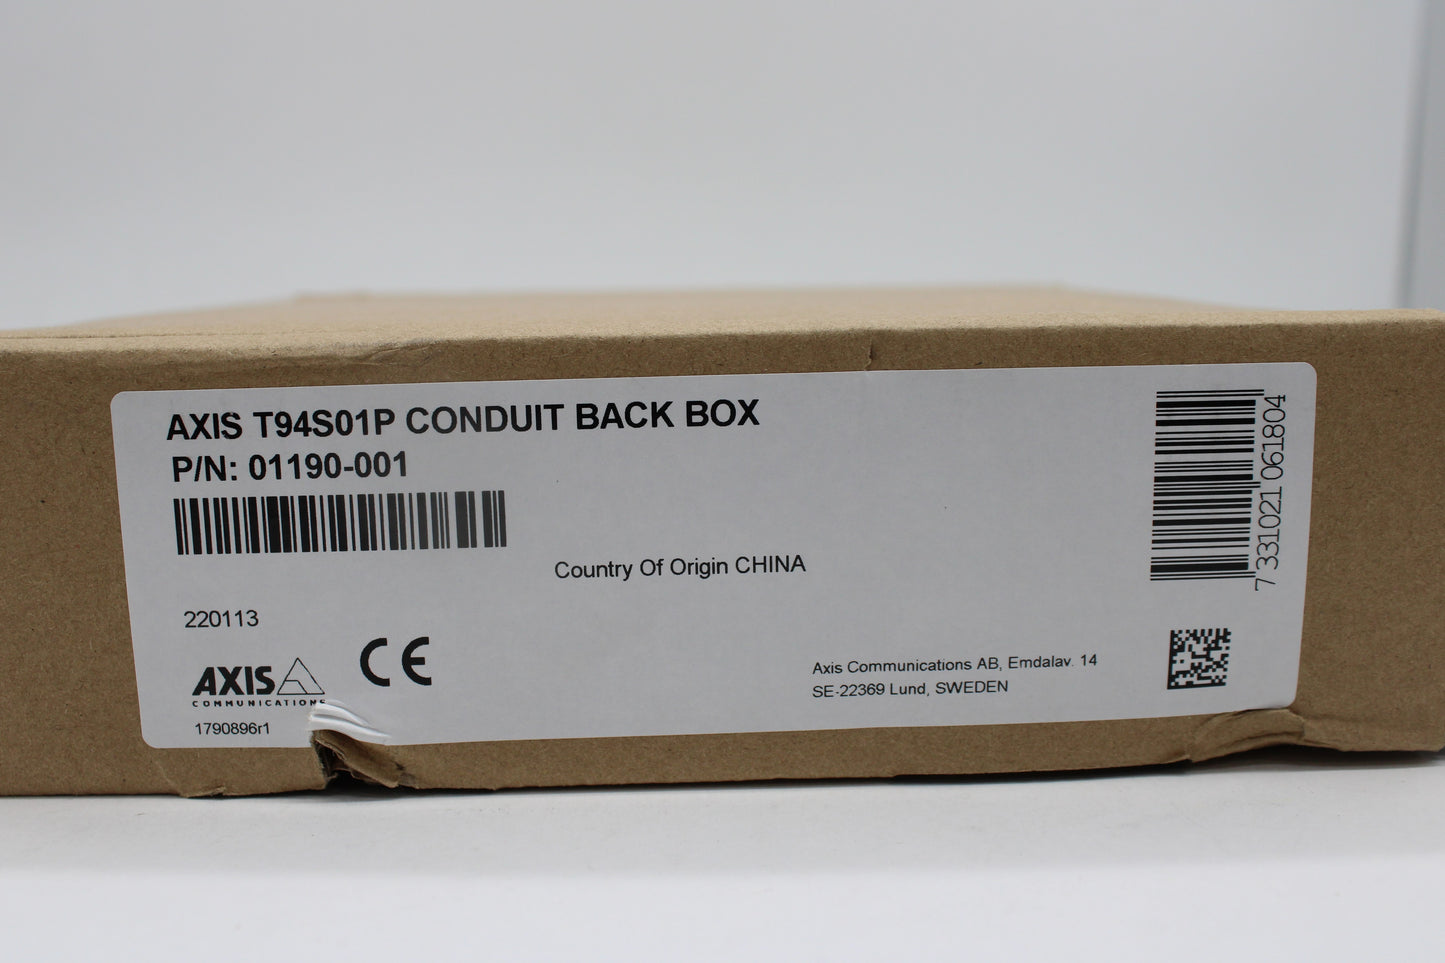 AXIS T94S01P CONDUIT BACK BOX
P/N: 01190-001
7 331021 061804
Country Of Origin CHINA
220113
AXIS
COMMUNICATIONS
CE
1790896r1
Axis Communications AB, Emdalav. 14
SE-22369 Lund, SWEDEN